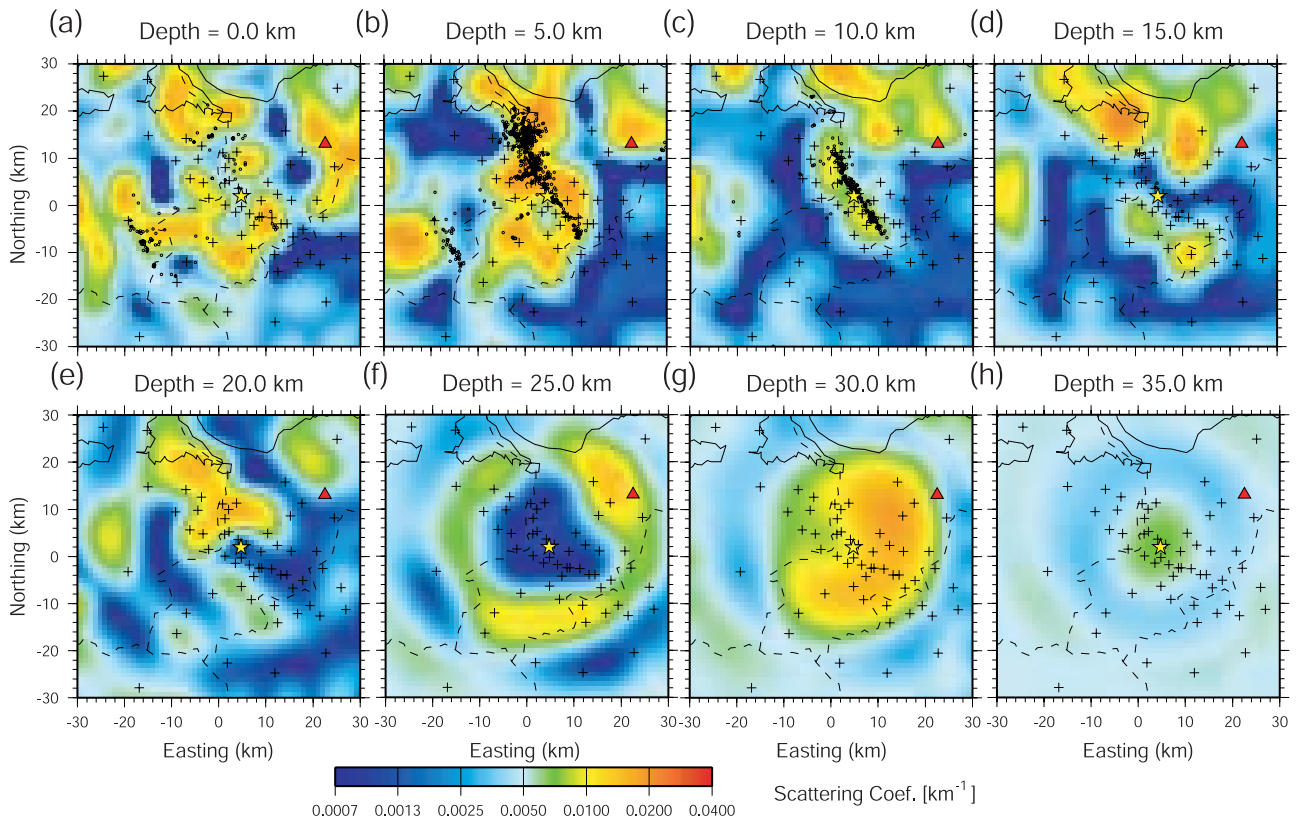 (a) (b) (c) (d)
Depth = 0.0 km Depth = 5.0 km Depth = 10.0 km Depth = 15.0 km
30
20
10
0
-10
-20
-30
Northing (km)
(e) (f) (g) (h)
Depth = 20.0 km Depth = 25.0 km Depth = 30.0 km Depth = 35.0 km
30
20
10
0
-10
-20
-30
Northing (km)
-30 -20 -10 0 10 20 30 -30 -20 -10 0 10 20 30 -30 -20 -10 0 10 20 30 -30 -20 -10 0 10 20 30
Easting (km) Easting (km) Easting (km) Easting (km)
0.0007 0.0013 0.0025 0.0050 0.0100 0.0200 0.0400
Scattering Coef. [km⁻¹]